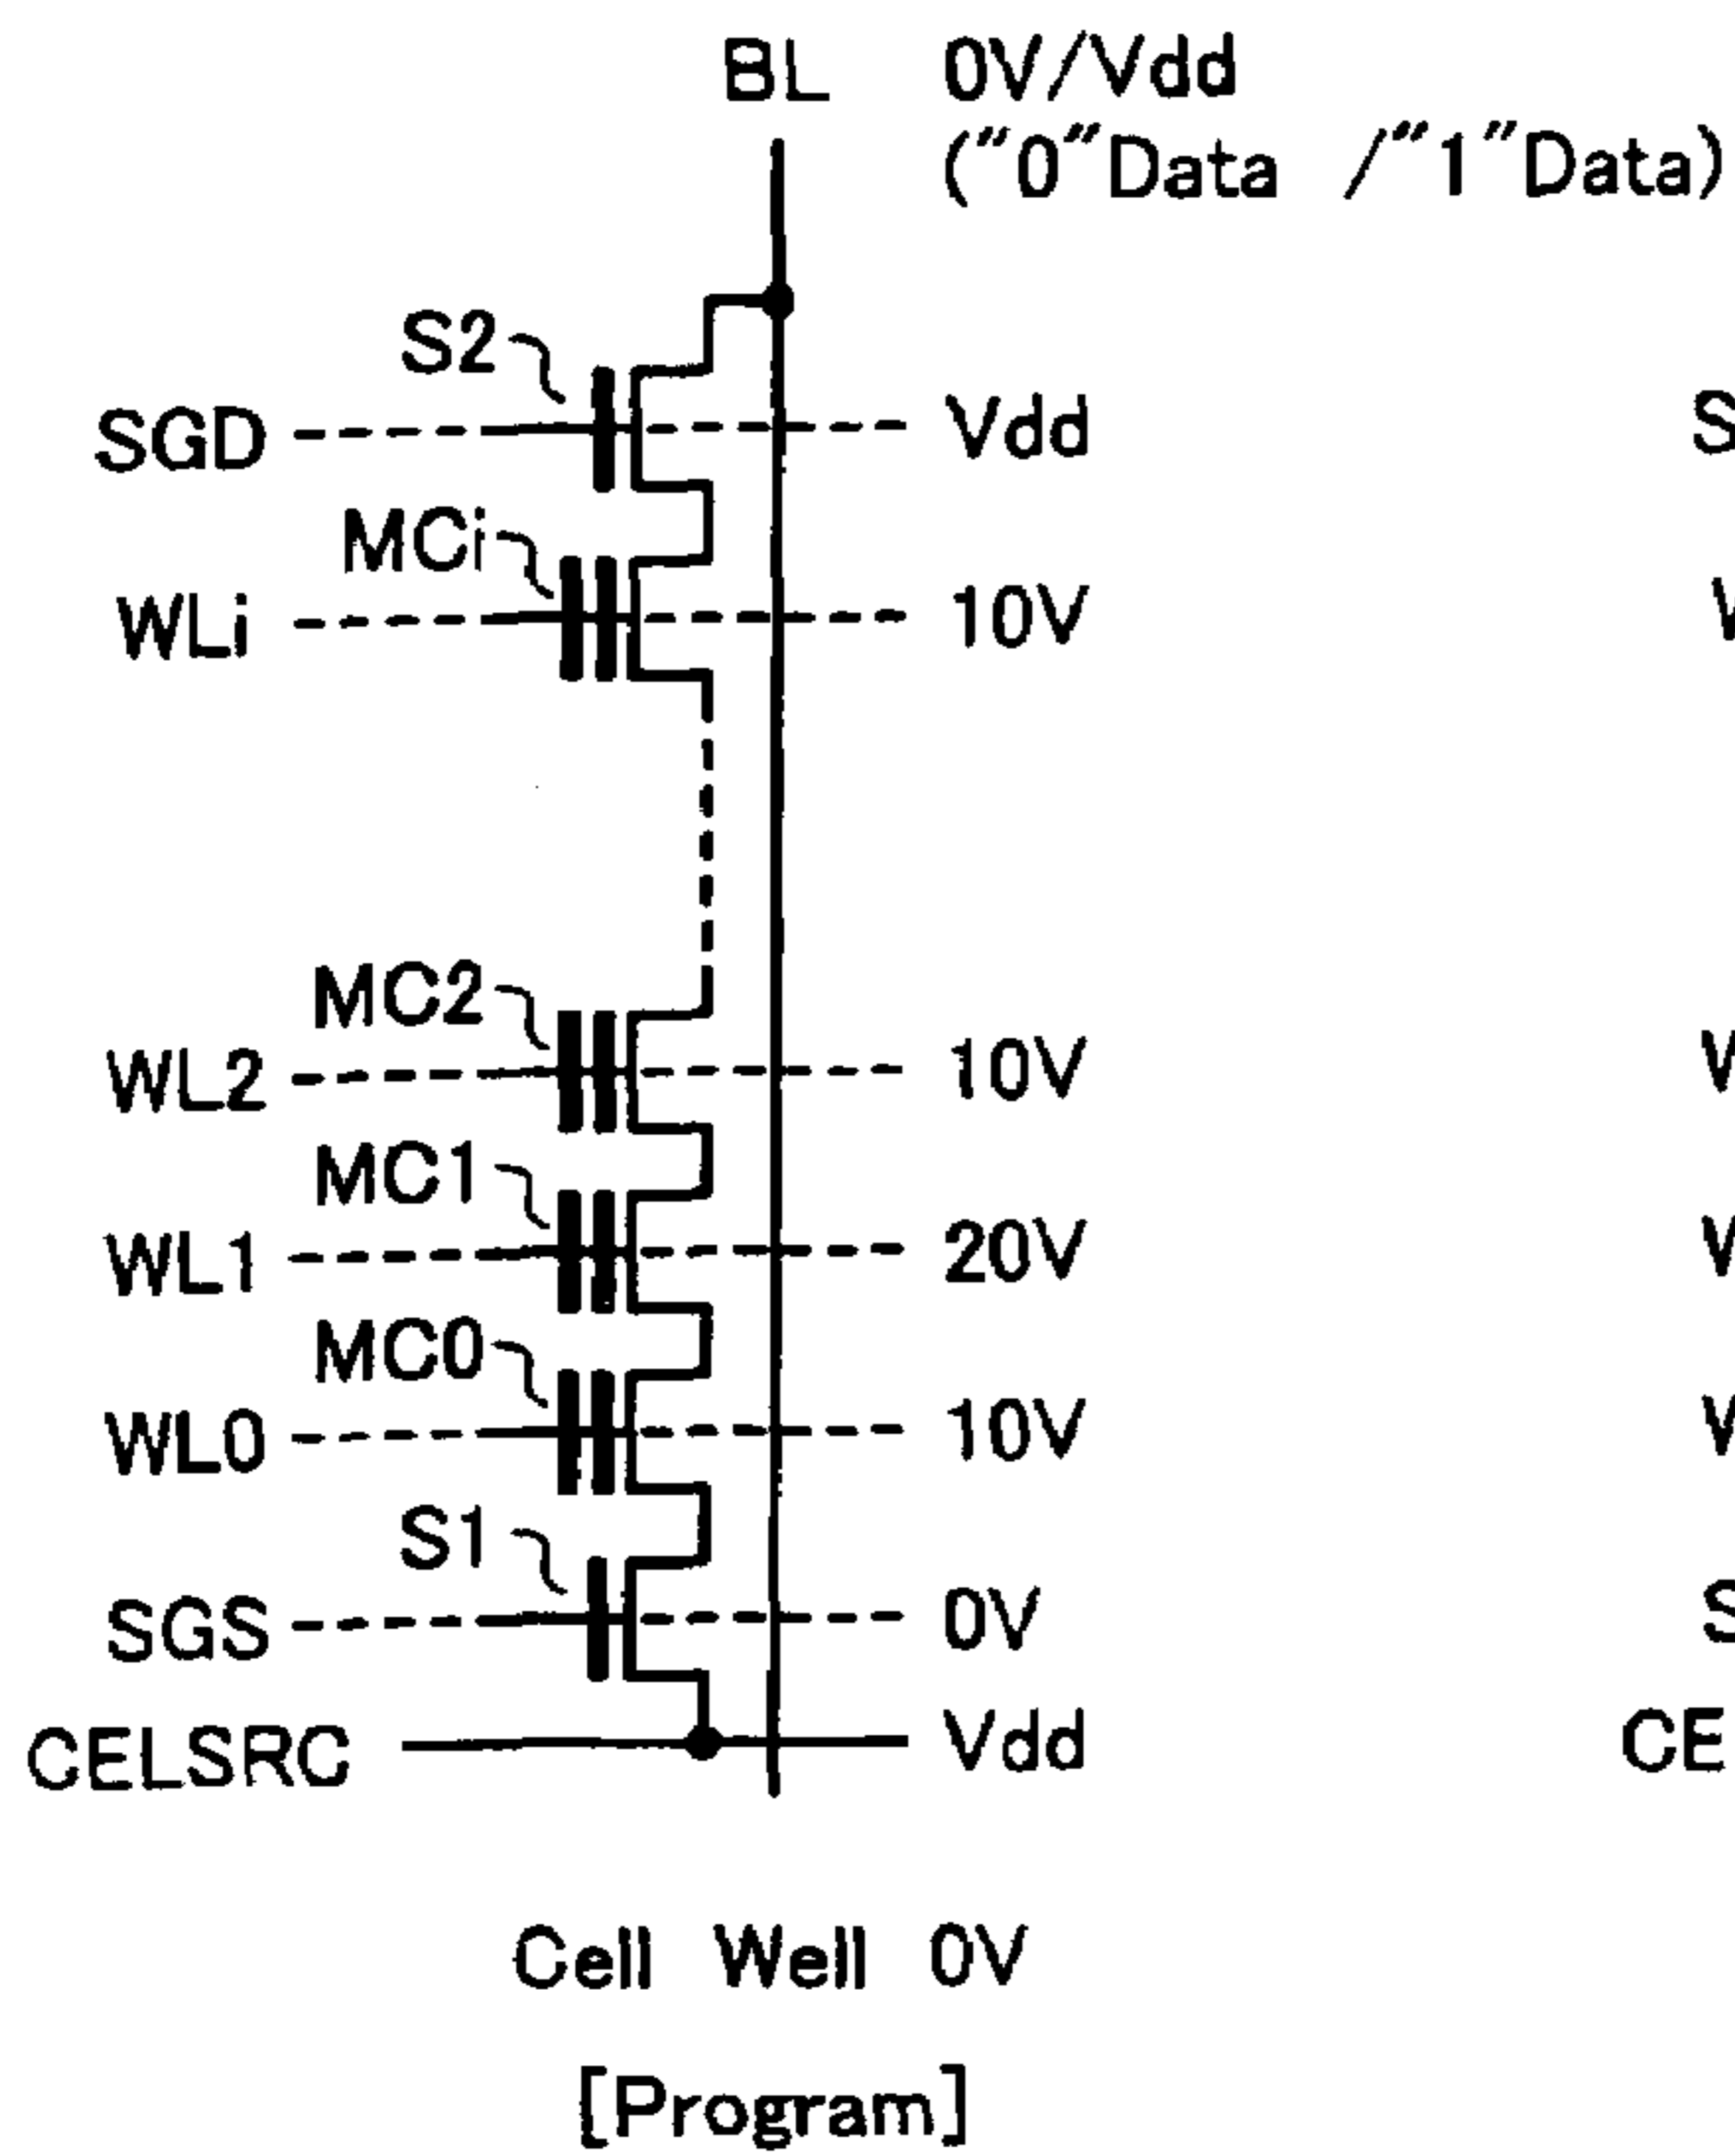 BL 0V/Vdd
("0"Data /"1"Data)
S2
SGD Vdd
MCi
WLi 10V
MC2
WL2 10V
MC1
WL1 20V
MC0
WL0 10V
S1
SGS 0V
CELSRC Vdd
CE
Cell Well 0V
[Program]